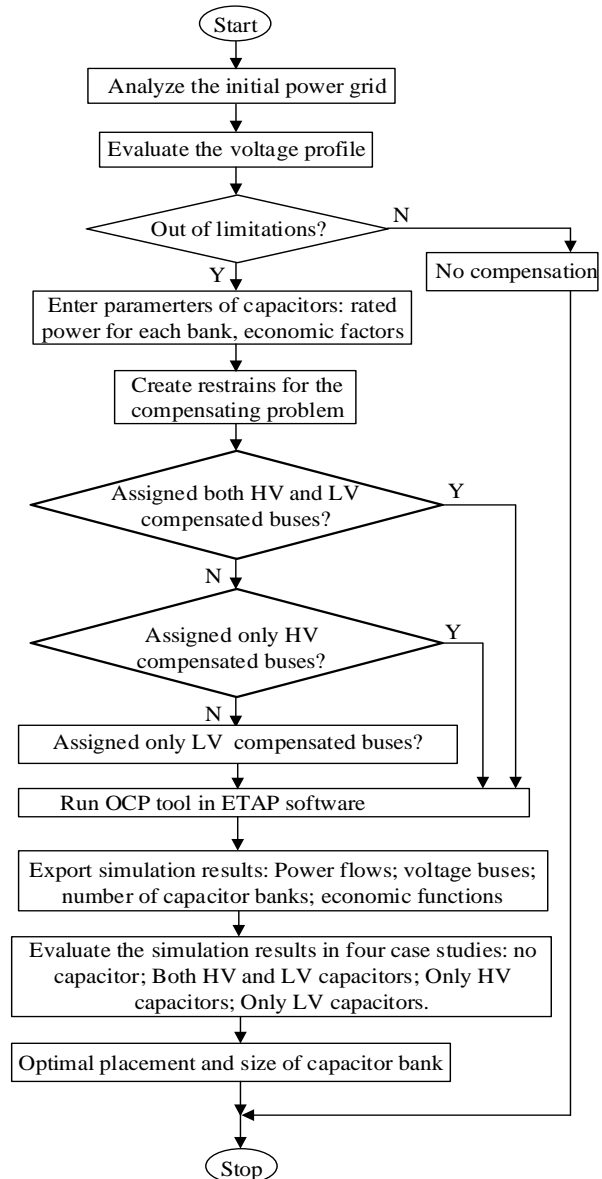 Start
Analyze the initial power grid
Evaluate the voltage profile
Out of limitations?
N
No compensation
Y
Enter paramerters of capacitors: rated
power for each bank, economic factors
Create restrains for the
compensating problem
Assigned both HV and LV
compensated buses?
Y
N
Assigned only HV
compensated buses?
Y
N
Assigned only LV compensated buses?
Run OCP tool in ETAP software
Export simulation results: Power flows; voltage buses;
number of capacitor banks; economic functions
Evaluate the simulation results in four case studies: no
capacitor; Both HV and LV capacitors; Only HV
capacitors; Only LV capacitors.
Optimal placement and size of capacitor bank
Stop